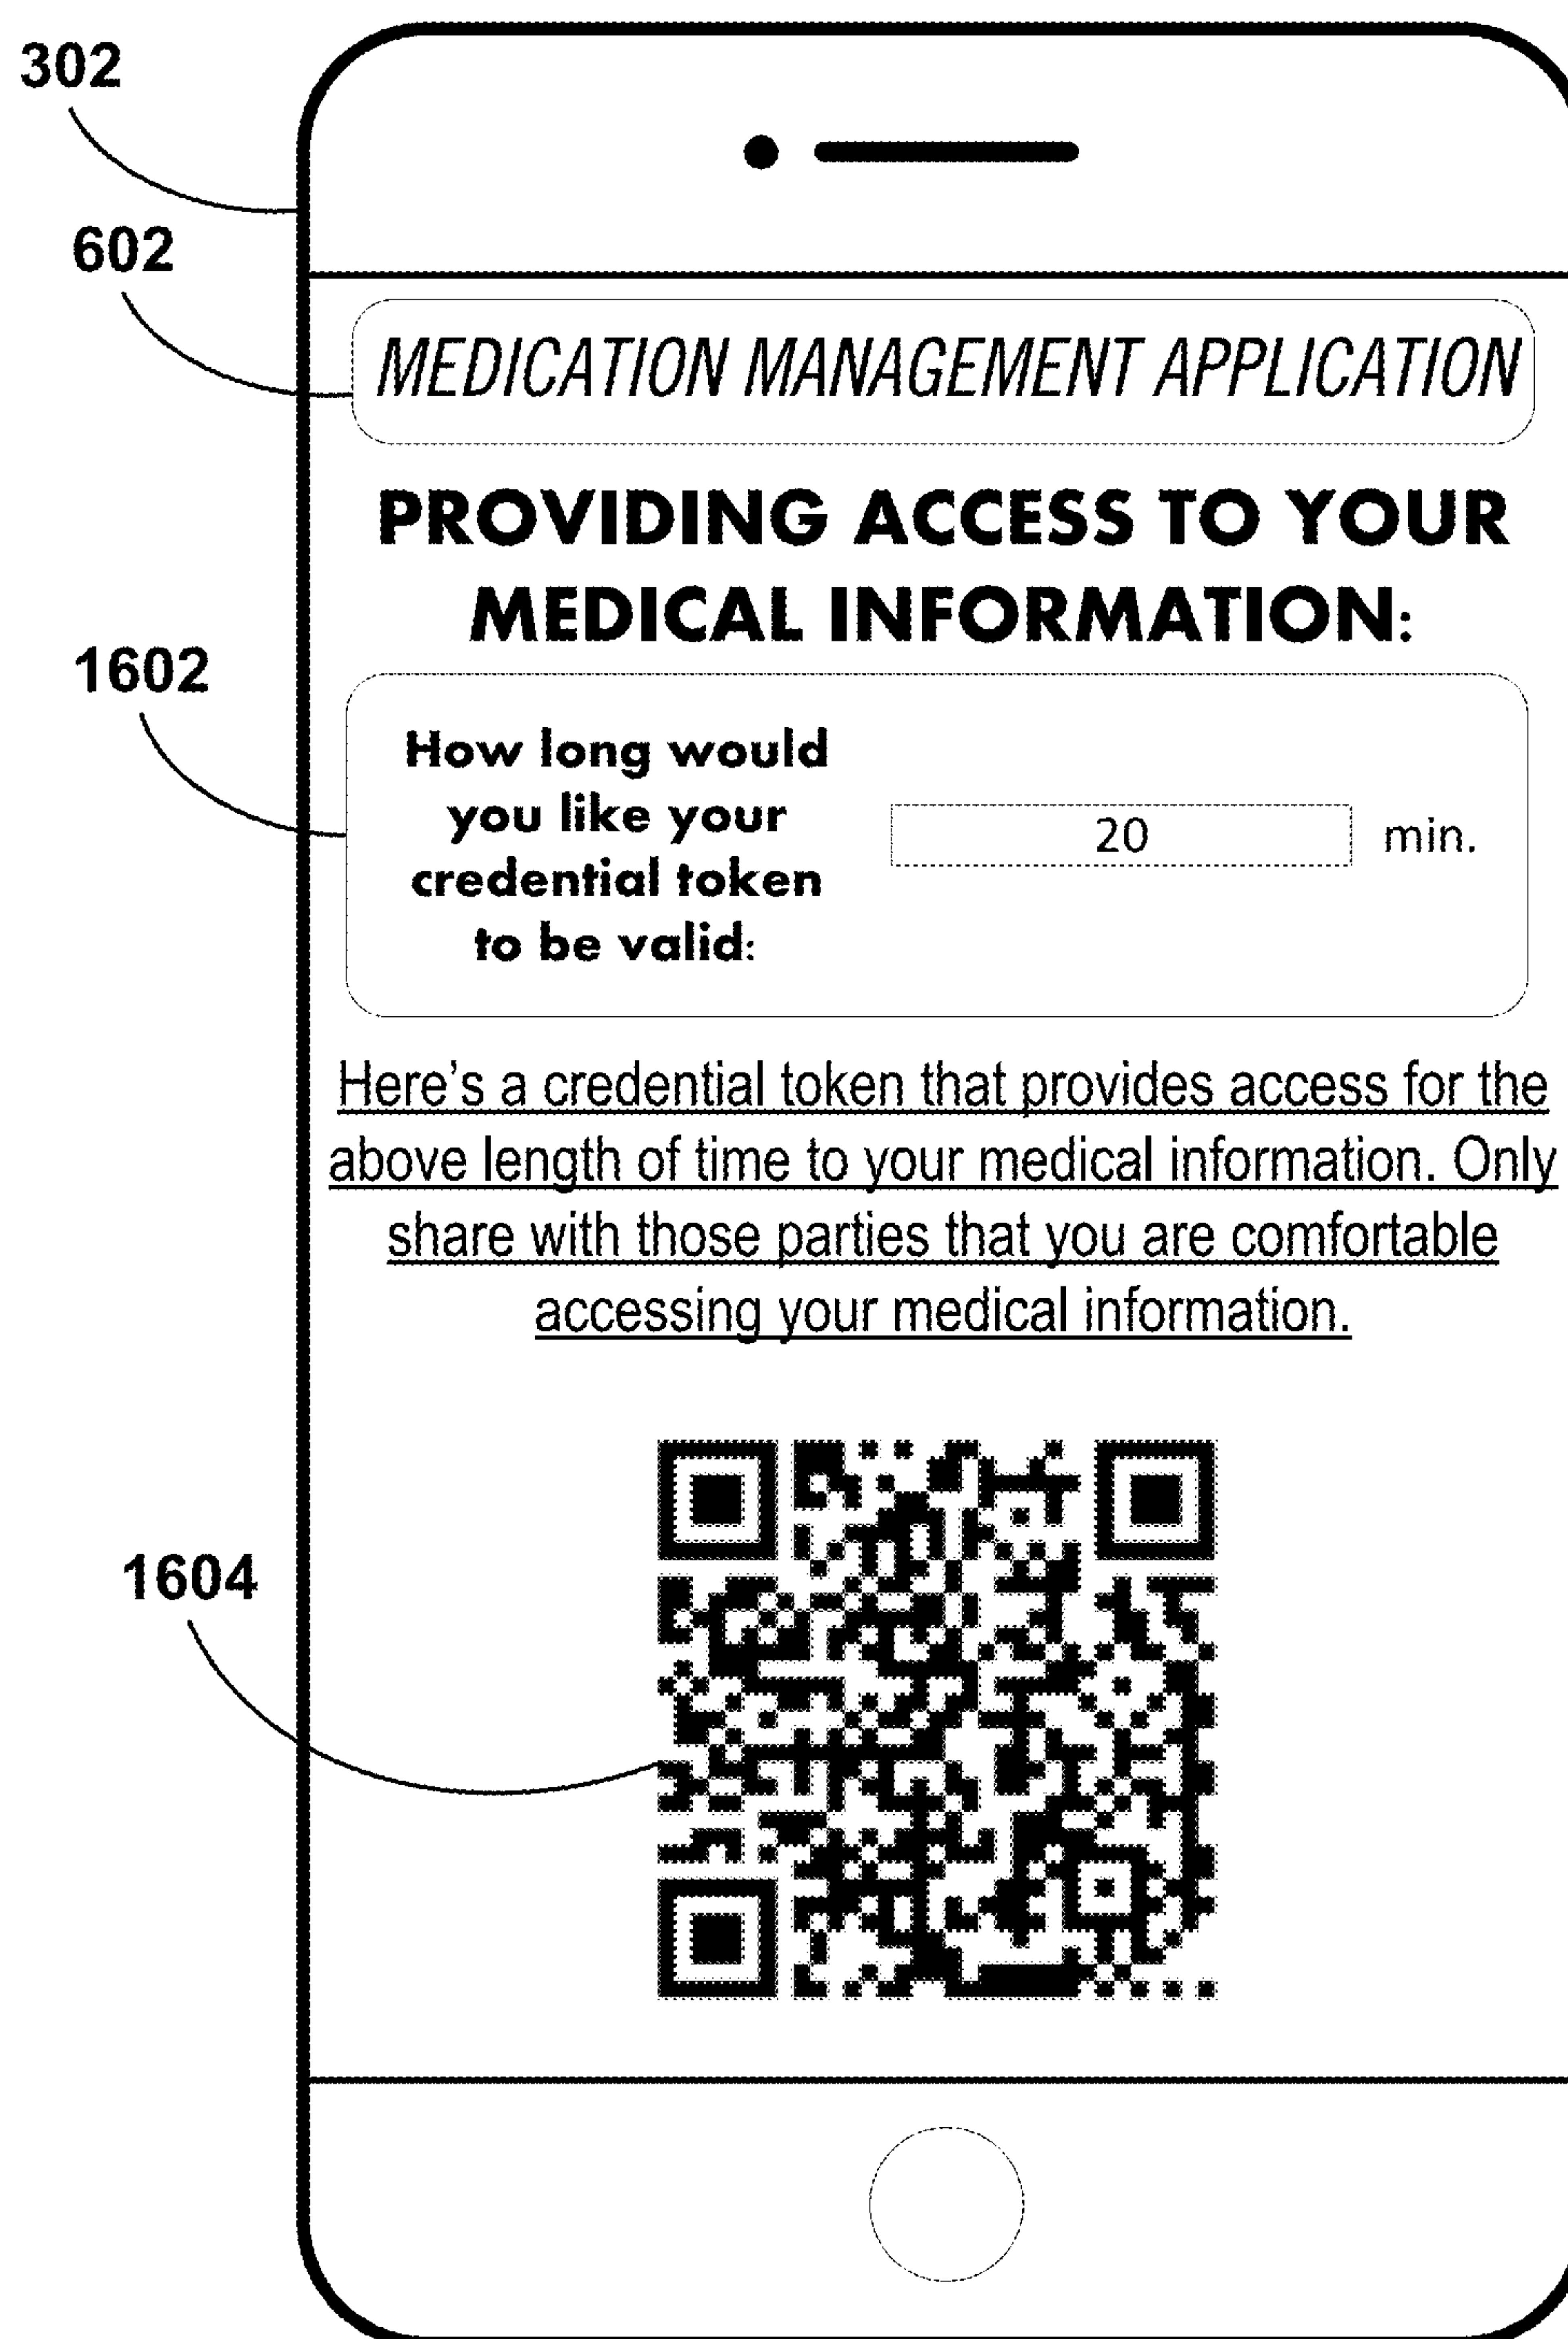 302
602
MEDICATION MANAGEMENT APPLICATION
PROVIDING ACCESS TO YOUR
MEDICAL INFORMATION:
1602
How long would
you like your
credential token
to be valid:
20 min.
Here's a credential token that provides access for the
above length of time to your medical information. Only
share with those parties that you are comfortable
accessing your medical information.
1604